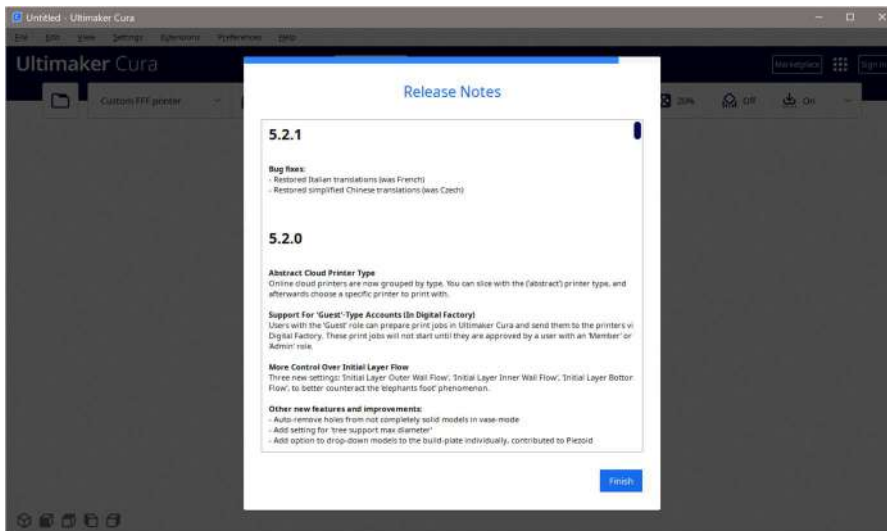 Untitled - Ultimaker Cura
File Edit View Settings Extensions Preferences Help
Ultimaker Cura
Marketplace
Sign in
Custom FFF printer
20%
Off
On
Release Notes
5.2.1
Bug fixes:
- Restored Italian translations (was French)
- Restored simplified Chinese translations (was Czech)
5.2.0
Abstract Cloud Printer Type
Online cloud printers are now grouped by type. You can slice with the ('abstract') printer type, and
afterwards choose a specific printer to print with.
Support For 'Guest'-Type Accounts (In Digital Factory)
Users with the 'Guest' role can prepare print jobs in Ultimaker Cura and send them to the printers vi
Digital Factory. These print jobs will not start until they are approved by a user with an 'Member' or
'Admin' role.
More Control Over Initial Layer Flow
Three new settings: 'Initial Layer Outer Wall Flow', 'Initial Layer Inner Wall Flow', 'Initial Layer Bottor
Flow', to better counteract the 'elephants foot' phenomenon.
Other new features and improvements:
- Auto-remove holes from not completely solid models in vase-mode
- Add setting for 'tree support max diameter'
- Add option to drop-down models to the build-plate individually, contributed to Piezoid
Finish